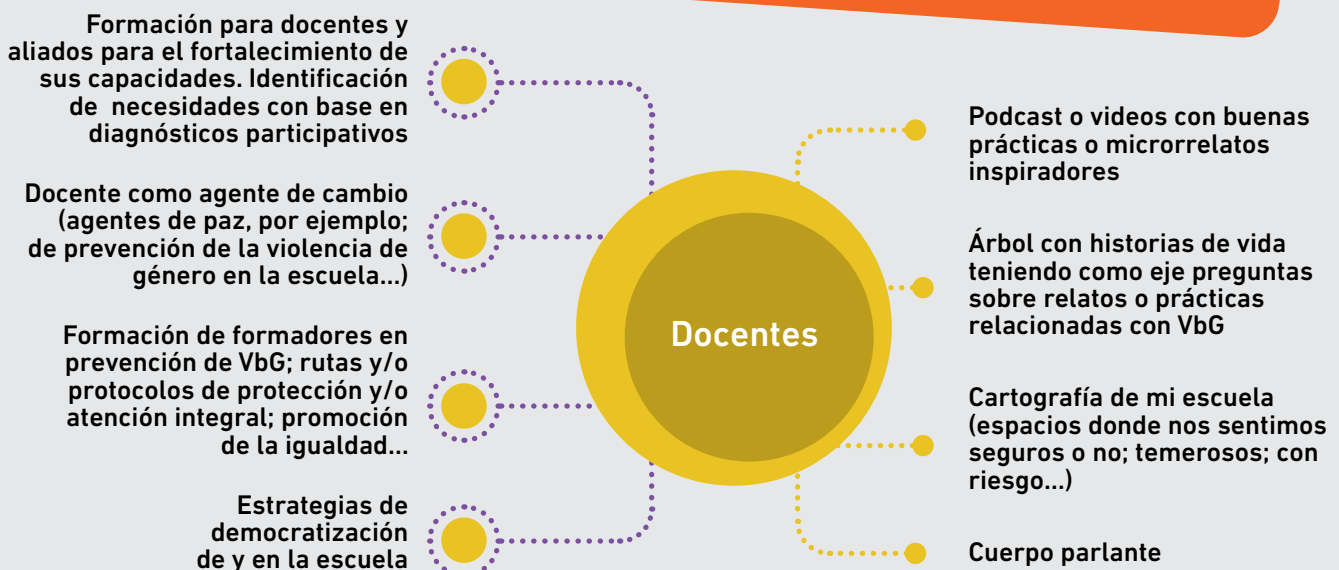 Formación para docentes y
aliados para el fortalecimiento de
sus capacidades. Identificación
de necesidades con base en
diagnósticos participativos
Docente como agente de cambio
(agentes de paz, por ejemplo;
de prevención de la violencia de
género en la escuela...)
Formación de formadores en
prevención de VbG; rutas y/o
protocolos de protección y/o
atención integral; promoción
de la igualdad...
Estrategias de
democratización
de y en la escuela
Docentes
Podcast o videos con buenas
prácticas o microrrelatos
inspiradores
Árbol con historias de vida
teniendo como eje preguntas
sobre relatos o prácticas
relacionadas con VbG
Cartografía de mi escuela
(espacios donde nos sentimos
seguros o no; temerosos; con
riesgo...)
Cuerpo parlante